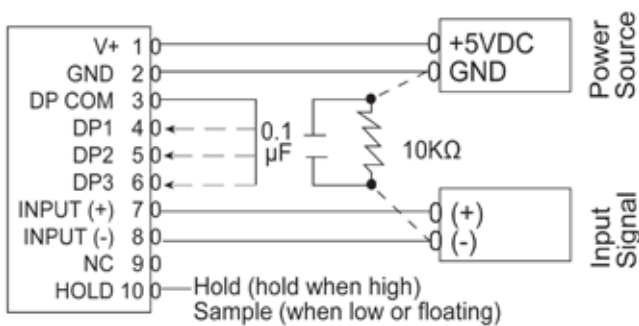 V+ 1
GND 2
DP COM 3
DP1 4
DP2 5
DP3 6
INPUT (+) 7
INPUT (-) 8
NC 9
HOLD 10
0.1
µF
10KΩ
+5VDC
GND
Power
Source
(+)
(-)
Input
Signal
Hold (hold when high)
Sample (when low or floating)